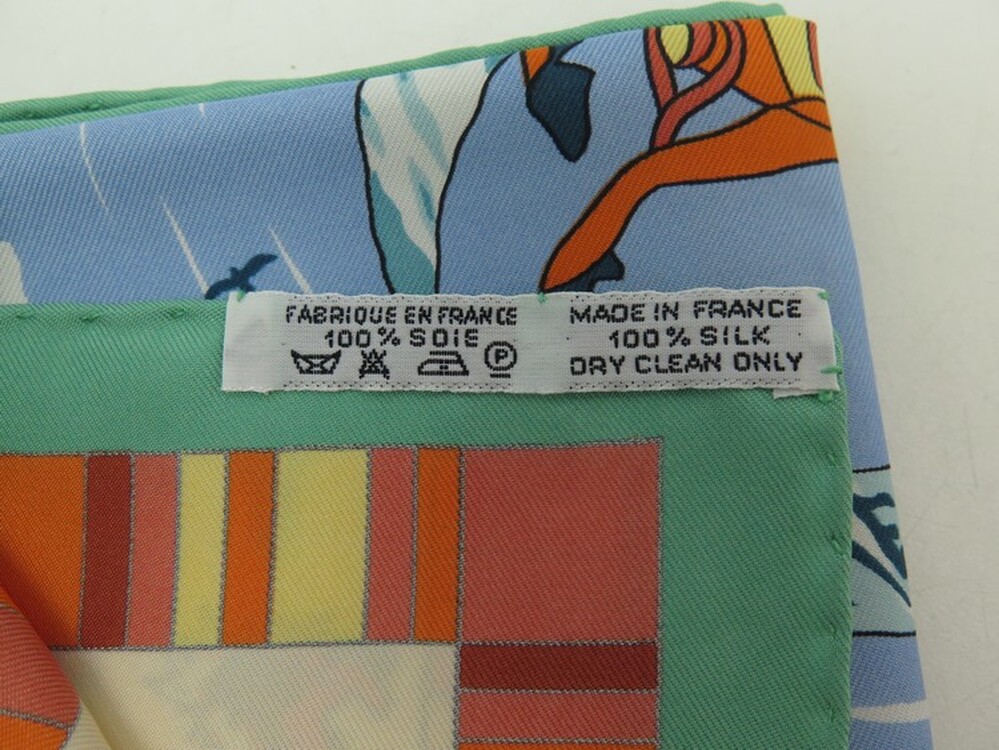 FABRIQUE EN FRANCE
100% SOIE
P
MADE IN FRANCE
100% SILK
DRY CLEAN ONLY